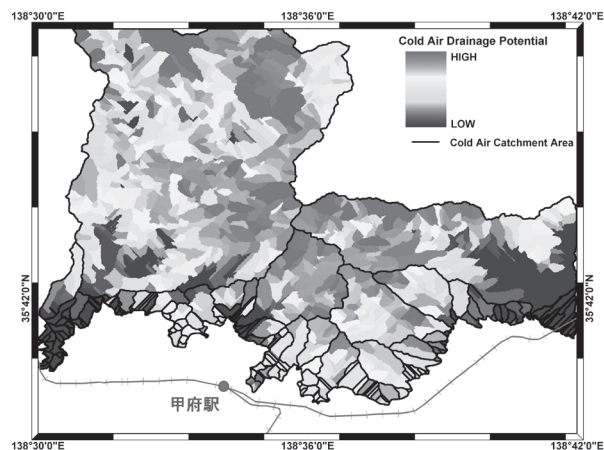 138°30'0"E 138°36'0"E 138°42'0"E
Cold Air Drainage Potential
HIGH
LOW
Cold Air Catchment Area
35°42'0"N 35°42'0"N
甲府駅
138°30'0"E 138°36'0"E 138°42'0"E